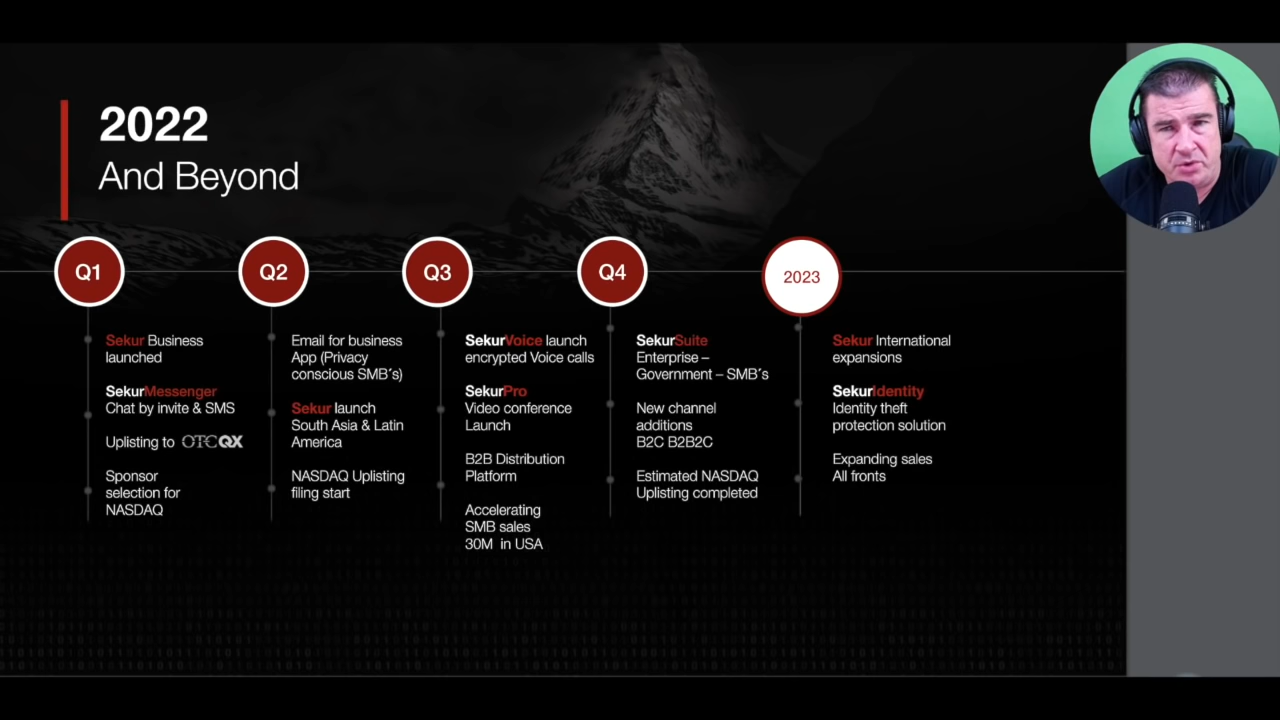 2022
And Beyond
Q1
Q2
Q3
Q4
2023
Sekur Business
launched
SekurMessenger
Chat by invite & SMS
Uplisting to OTCQX
Sponsor
selection for
NASDAQ
Email for business
App (Privacy
conscious SMB´s)
Sekur launch
South Asia & Latin
America
NASDAQ Uplisting
filing start
SekurVoice launch
encrypted Voice calls
SekurPro
Video conference
Launch
B2B Distribution
Platform
Accelerating
SMB sales
30M in USA
SekurSuite
Enterprise –
Government – SMB´s
New channel
additions
B2C B2B2C
Estimated NASDAQ
Uplisting completed
Sekur International
expansions
SekurIdentity
Identity theft
protection solution
Expanding sales
All fronts